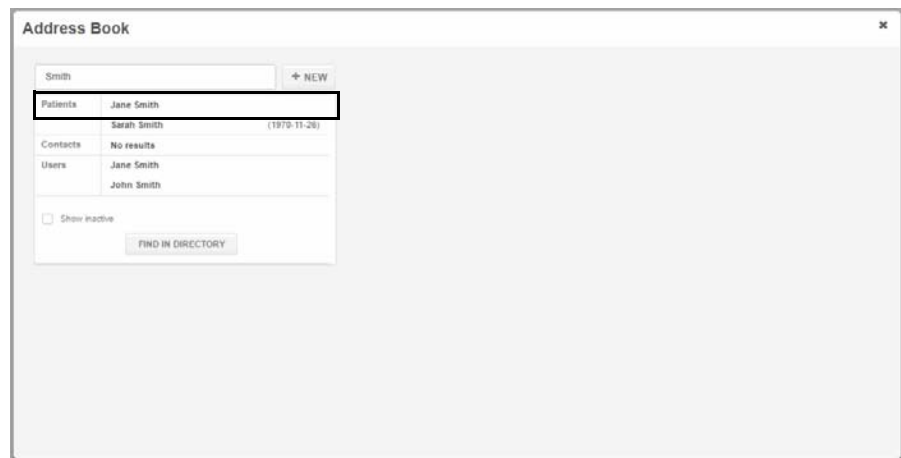 Address Book
Smith + NEW
Patients Jane Smith
Sarah Smith (1970-11-26)
Contacts No results
Users Jane Smith
John Smith
Show inactive
FIND IN DIRECTORY